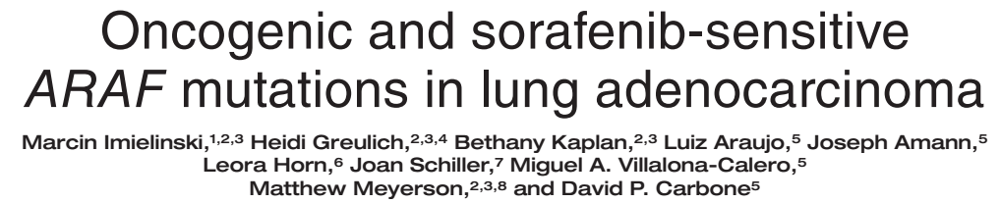 Oncogenic and sorafenib-sensitive
ARAF mutations in lung adenocarcinoma
Marcin Imielinski,1,2,3 Heidi Greulich,2,3,4 Bethany Kaplan,2,3 Luiz Araujo,5 Joseph Amann,5
Leora Horn,6 Joan Schiller,7 Miguel A. Villalona-Calero,5
Matthew Meyerson,2,3,8 and David P. Carbone5